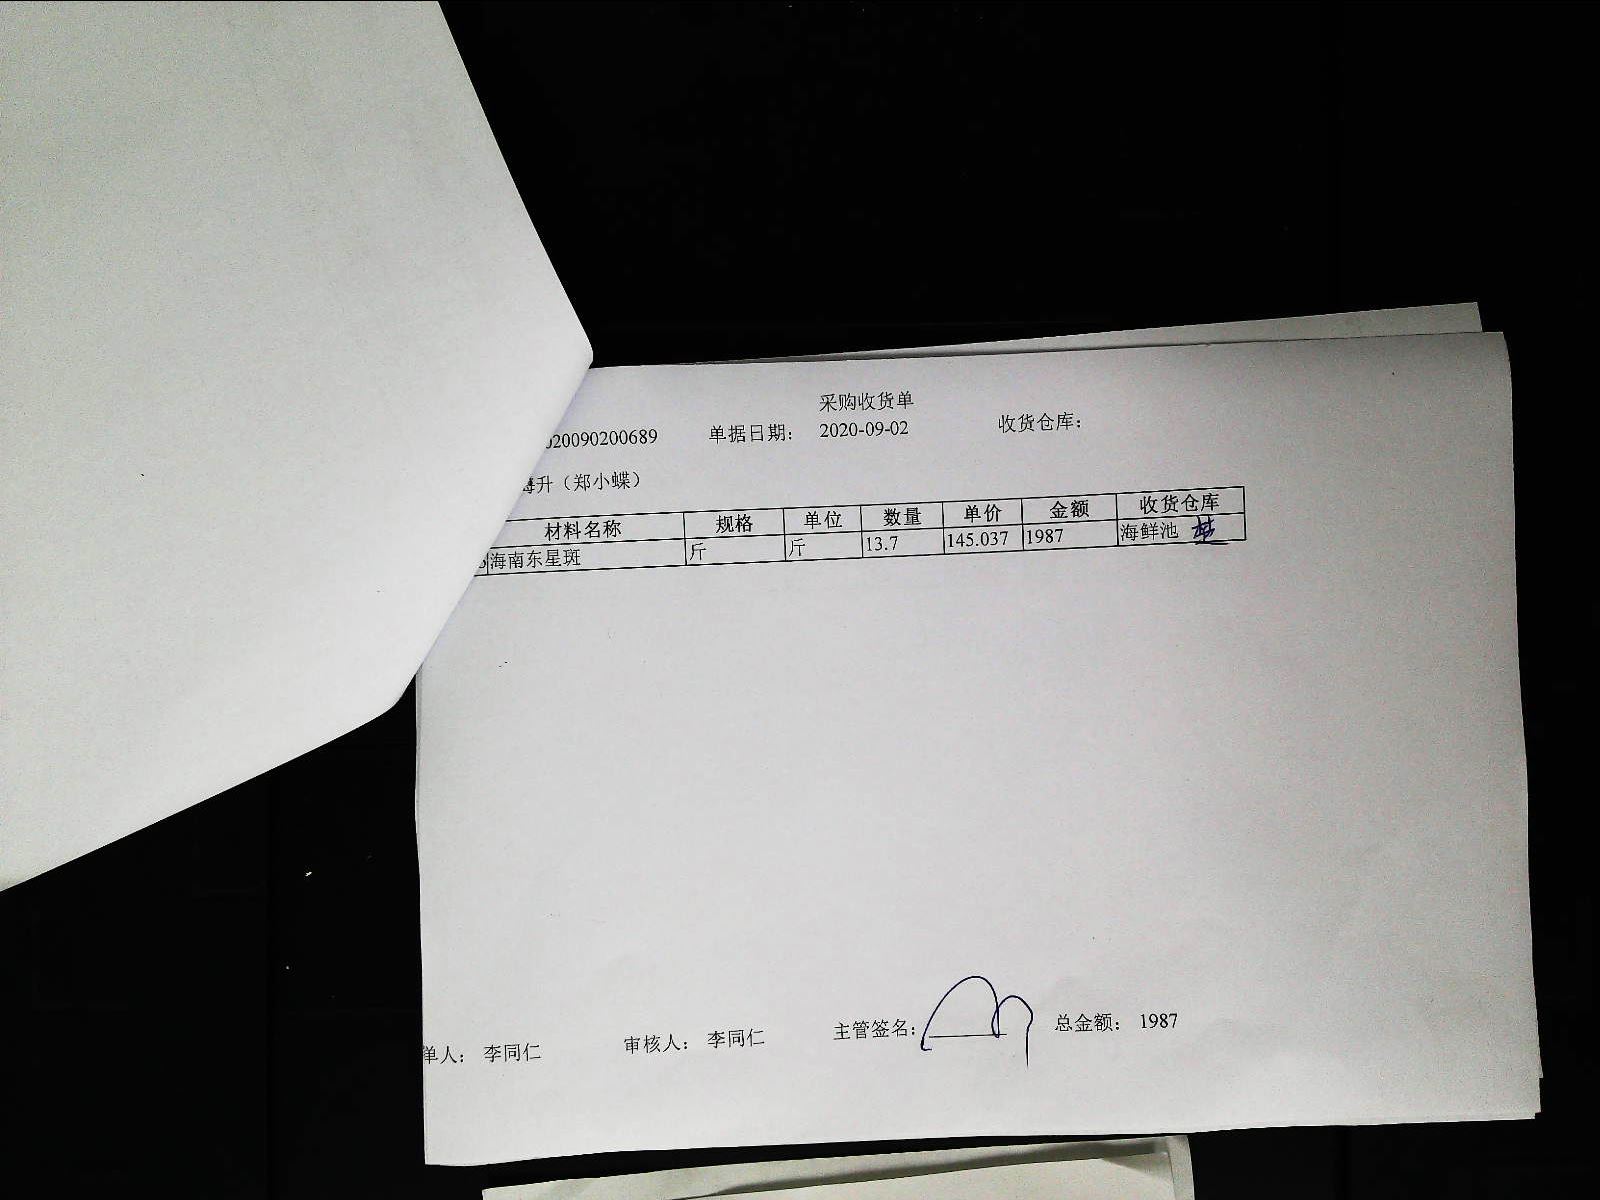 采购收货单
020090200689 单据日期: 2020-09-02 收货仓库:
升（郑小蝶）
材料名称 规格 单位 数量 单价 金额 收货仓库
海南东星斑 斤 斤 13.7 145.037 1987 海鲜池
单人: 李同仁 审核人: 李同仁 主管签名: 总金额: 1987